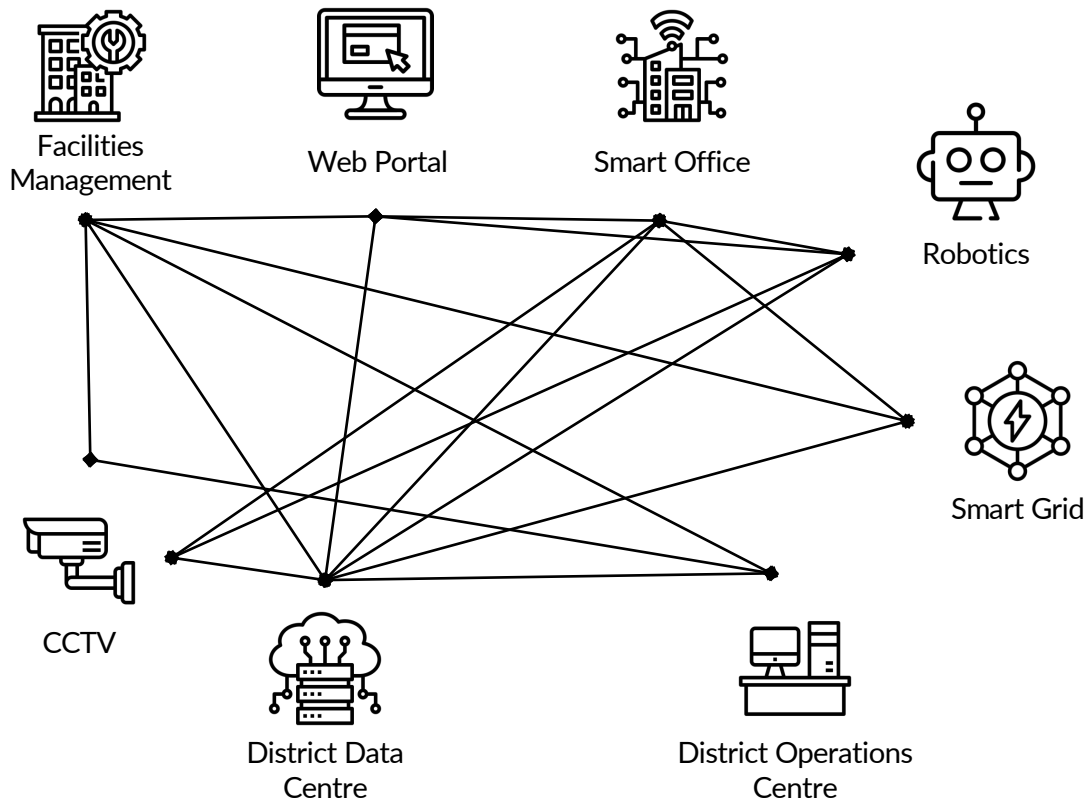 Facilities
Management
Web Portal
Smart Office
Robotics
Smart Grid
CCTV
District Data
Centre
District Operations
Centre